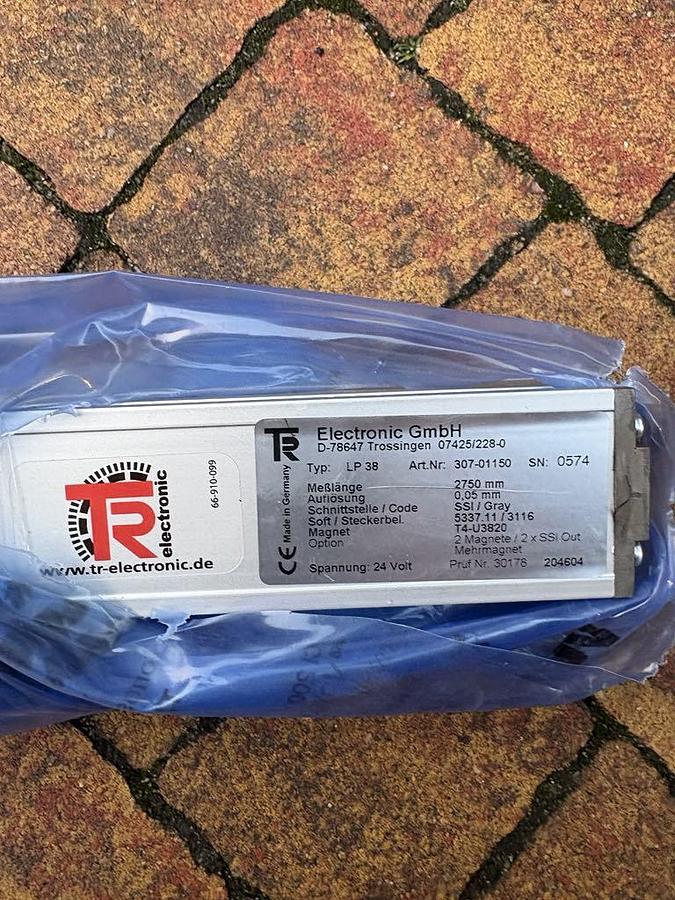 TR Electronic GmbH
D-78647 Trossingen 07425/228-0
Typ: LP 38 Art.Nr: 307-01150 SN: 0574
Meßlänge 2750 mm
Auflösung 0,05 mm
Schnittstelle / Code SSI / Gray
Soft / Steckerbel. 5337.11 / 3116
Magnet T4-U3820
Option 2 Magnete / 2 x SSI Out
Mehrmagnet
Spannung: 24 Volt Prüf Nr. 30178 204604
CE Made in Germany
TR electronic
66-910-099
www.tr-electronic.de